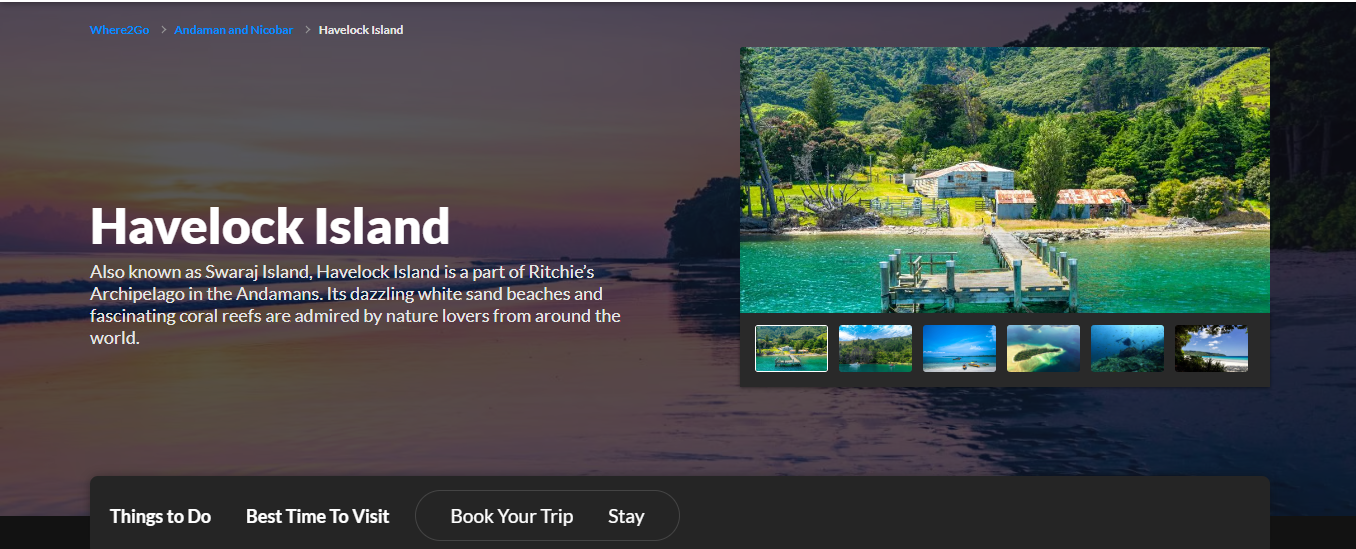 Where2Go > Andaman and Nicobar > Havelock Island
Havelock Island
Also known as Swaraj Island, Havelock Island is a part of Ritchie’s
Archipelago in the Andamans. Its dazzling white sand beaches and
fascinating coral reefs are admired by nature lovers from around the
world.
Things to Do Best Time To Visit Book Your Trip Stay